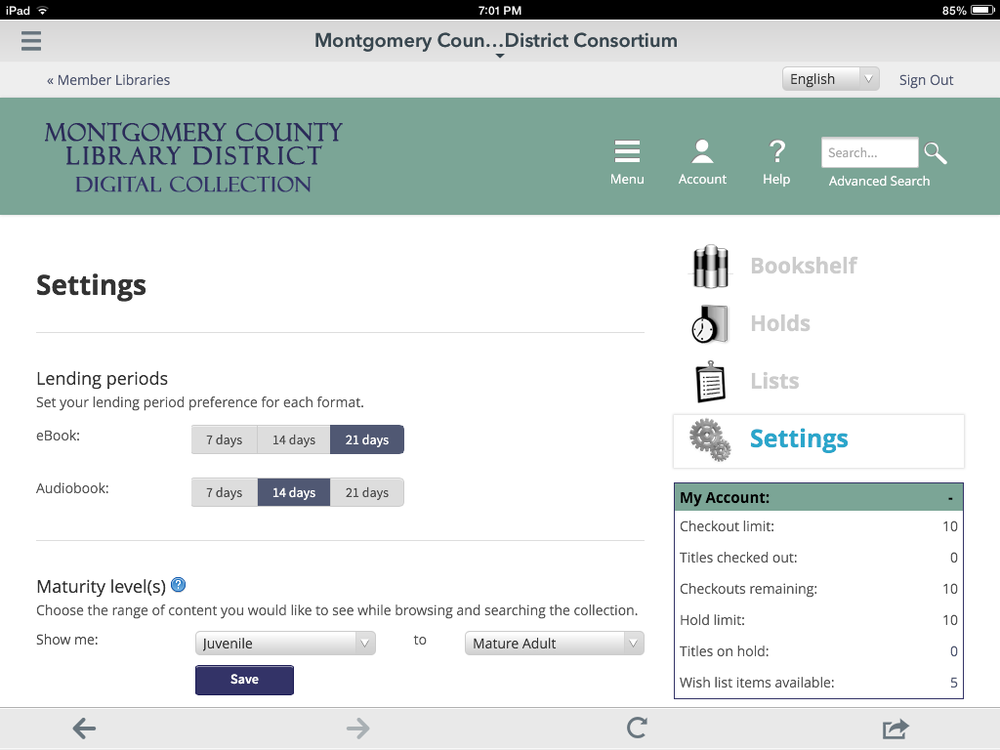 iPad 7:01 PM 85%
Montgomery Coun...District Consortium
« Member Libraries English Sign Out
MONTGOMERY COUNTY
LIBRARY DISTRICT
DIGITAL COLLECTION
Menu Account Help Search...
Advanced Search
Settings
Lending periods
Set your lending period preference for each format.
eBook: 7 days 14 days 21 days
Audiobook: 7 days 14 days 21 days
Maturity level(s) ?
Choose the range of content you would like to see while browsing and searching the collection.
Show me: Juvenile to Mature Adult
Save
Bookshelf
Holds
Lists
Settings
My Account: -
Checkout limit: 10
Titles checked out: 0
Checkouts remaining: 10
Hold limit: 10
Titles on hold: 0
Wish list items available: 5